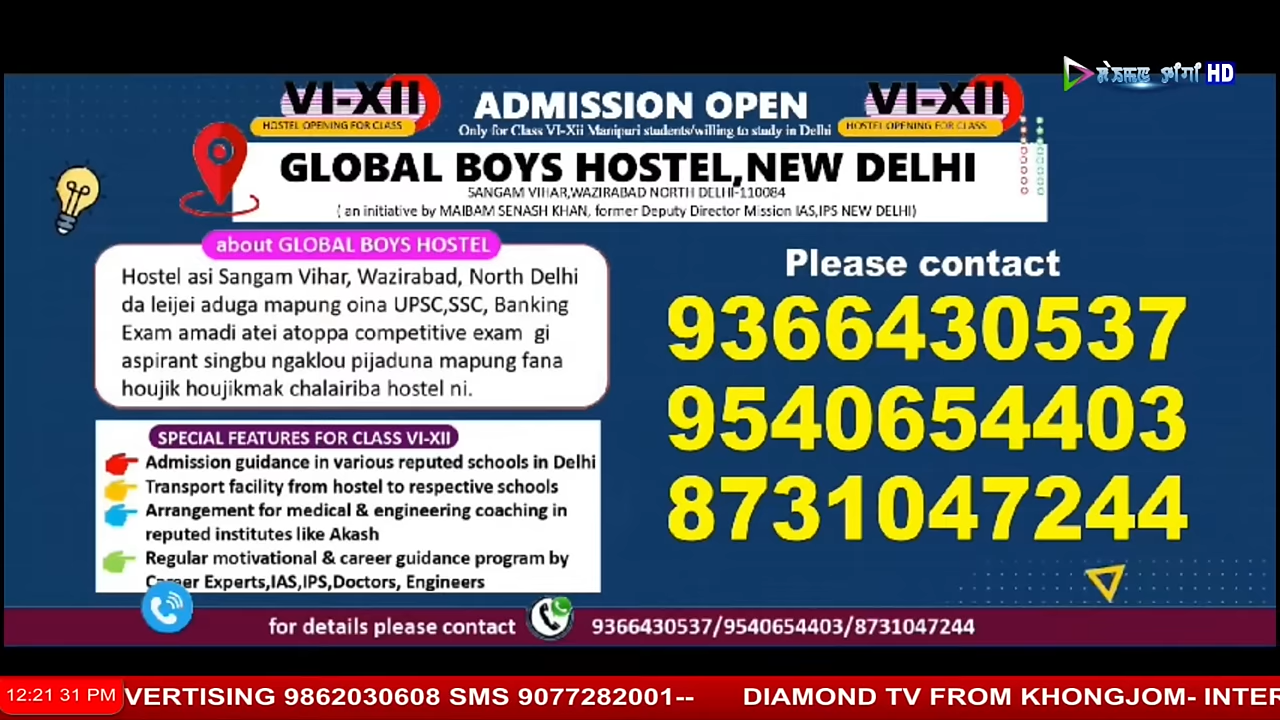 HD
VI-XII
HOSTEL OPENING FOR CLASS
ADMISSION OPEN
Only for Class VI-Xii Manipuri students/willing to study in Delhi
VI-XII
HOSTEL OPENING FOR CLASS
GLOBAL BOYS HOSTEL,NEW DELHI
SANGAM VIHAR,WAZIRABAD NORTH DELHI-110084
( an initiative by MAIBAM SENASH KHAN, former Deputy Director Mission IAS,IPS NEW DELHI)
about GLOBAL BOYS HOSTEL
Hostel asi Sangam Vihar, Wazirabad, North Delhi
da leijei aduga mapung oina UPSC,SSC, Banking
Exam amadi atei atoppa competitive exam gi
aspirant singbu ngaklou pijaduna mapung fana
houjik houjikmak chalairiba hostel ni.
SPECIAL FEATURES FOR CLASS VI-XII
Admission guidance in various reputed schools in Delhi
Transport facility from hostel to respective schools
Arrangement for medical & engineering coaching in
reputed institutes like Akash
Regular motivational & career guidance program by
Career Experts,IAS,IPS,Doctors, Engineers
Please contact
9366430537
9540654403
8731047244
for details please contact
9366430537/9540654403/8731047244
12:21 31 PM
VERTISING 9862030608 SMS 9077282001-- DIAMOND TV FROM KHONGJOM- INTER